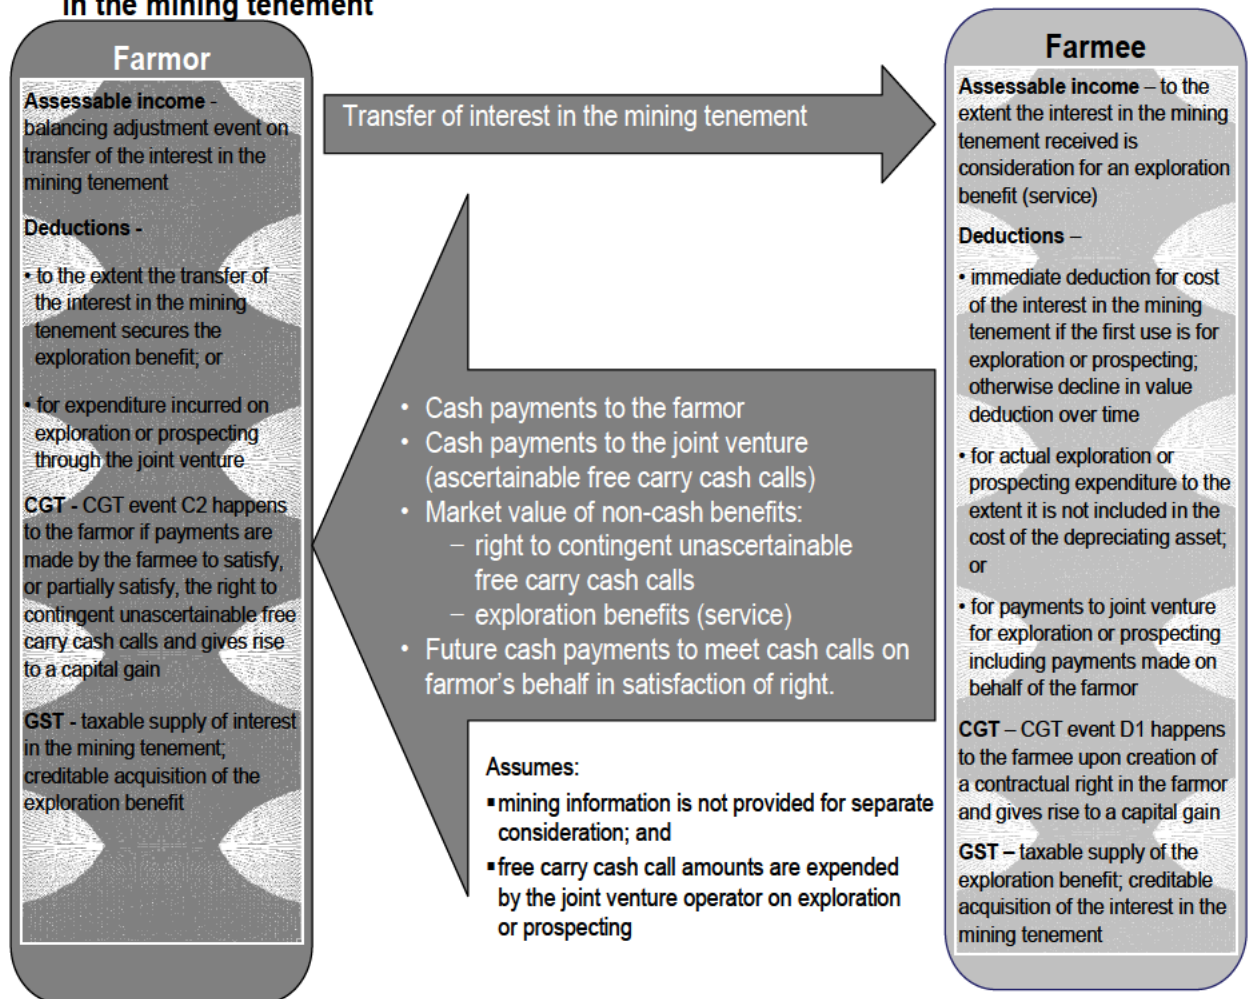 in the mining tenement
Farmor
Assessable income -
balancing adjustment event on
transfer of the interest in the
mining tenement
Deductions -
• to the extent the transfer of
the interest in the mining
tenement secures the
exploration benefit; or
• for expenditure incurred on
exploration or prospecting
through the joint venture
CGT - CGT event C2 happens
to the farmor if payments are
made by the farmee to satisfy,
or partially satisfy, the right to
contingent unascertainable free
carry cash calls and gives rise
to a capital gain
GST - taxable supply of interest
in the mining tenement;
creditable acquisition of the
exploration benefit
Transfer of interest in the mining tenement
• Cash payments to the farmor
• Cash payments to the joint venture
(ascertainable free carry cash calls)
• Market value of non-cash benefits:
– right to contingent unascertainable
free carry cash calls
– exploration benefits (service)
• Future cash payments to meet cash calls on
farmor's behalf in satisfaction of right.
Assumes:
▪mining information is not provided for separate
consideration; and
▪free carry cash call amounts are expended
by the joint venture operator on exploration
or prospecting
Farmee
Assessable income – to the
extent the interest in the mining
tenement received is
consideration for an exploration
benefit (service)
Deductions –
• immediate deduction for cost
of the interest in the mining
tenement if the first use is for
exploration or prospecting;
otherwise decline in value
deduction over time
• for actual exploration or
prospecting expenditure to the
extent it is not included in the
cost of the depreciating asset;
or
• for payments to joint venture
for exploration or prospecting
including payments made on
behalf of the farmor
CGT – CGT event D1 happens
to the farmee upon creation of
a contractual right in the farmor
and gives rise to a capital gain
GST – taxable supply of the
exploration benefit; creditable
acquisition of the interest in the
mining tenement